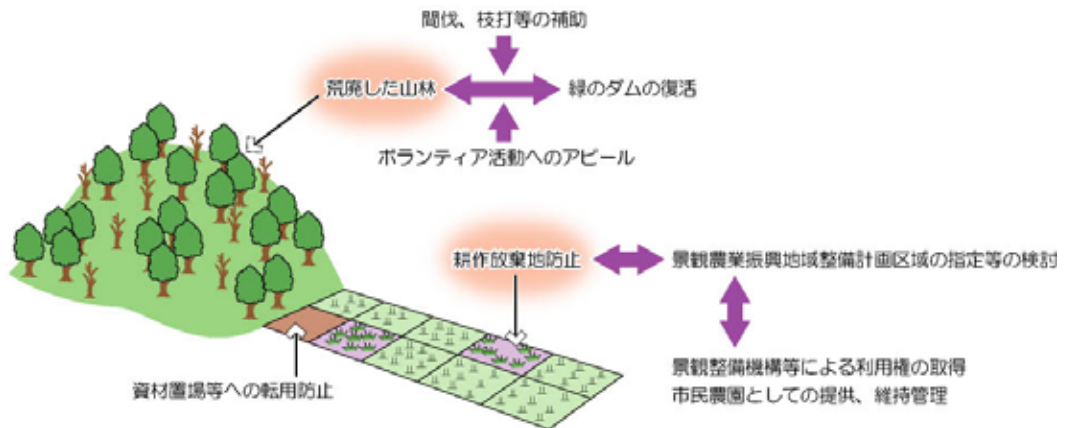 間伐、枝打等の補助
荒廃した山林
緑のダムの復活
ボランティア活動へのアピール
耕作放棄地防止
景観農業振興地域整備計画区域の指定等の検討
資材置場等への転用防止
景観整備機構等による利用権の取得
市民農園としての提供、維持管理